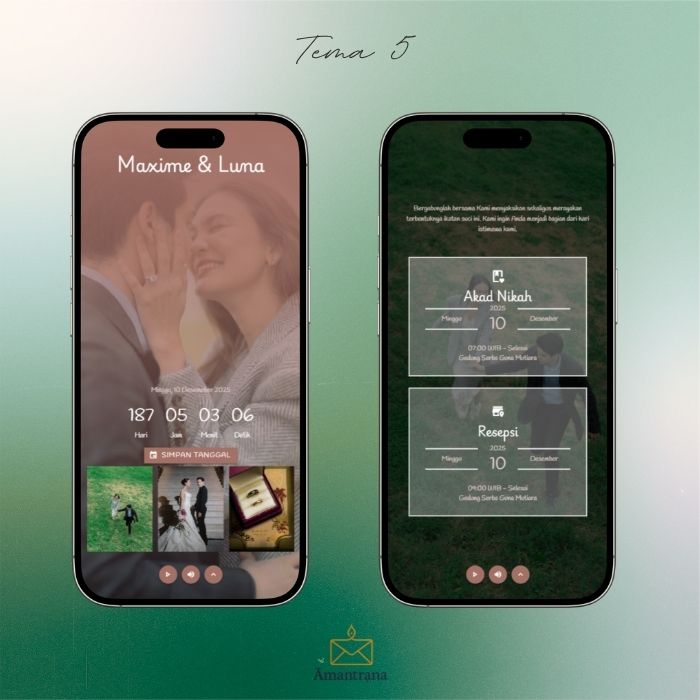 Tema 5
Maxime & Luna
Minggu, 10 Desember 2025
187 05 03 06
Hari Jam Menit Detik
SIMPAN TANGGAL
Bergabunglah bersama Kami menyaksikan sekaligus merayakan
terbentuknya ikatan suci ini. Kami ingin Anda menjadi bagian dari hari
istimewa kami.
Akad Nikah
2025
Minggu 10 Desember
07:00 WIB - Selesai
Gedung Serba Guna Mutiara
Resepsi
2025
Minggu 10 Desember
09:00 WIB - Selesai
Gedung Serba Guna Mutiara
Amantraṇa